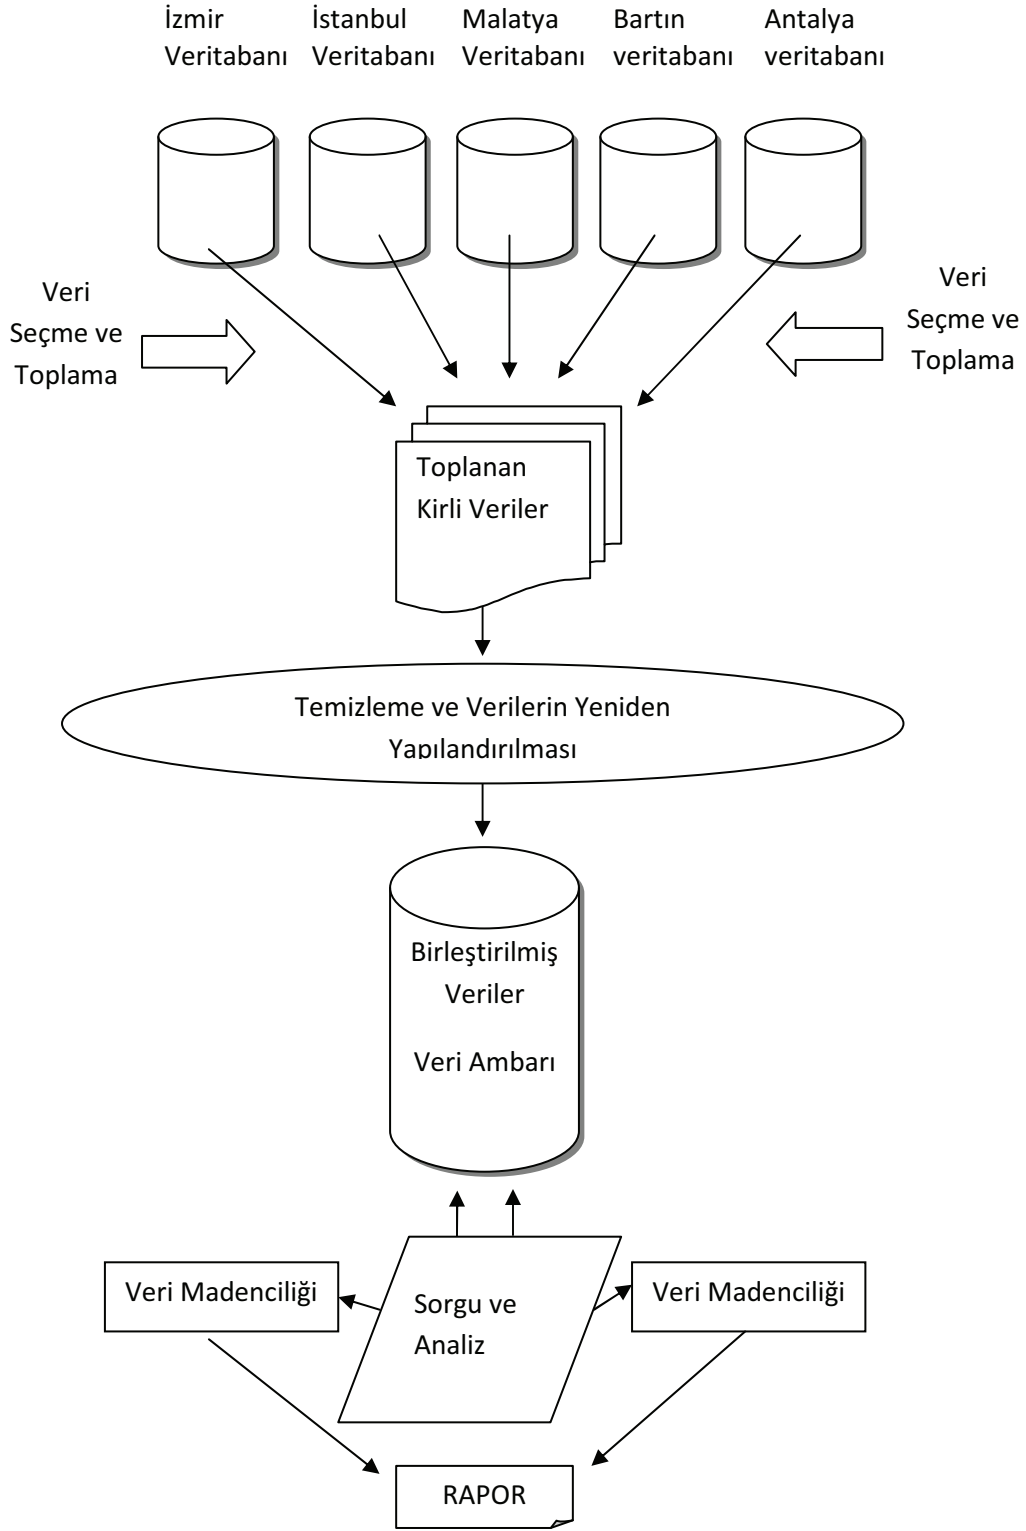 İzmir
Veritabanı
İstanbul
Veritabanı
Malatya
Veritabanı
Bartın
veritabanı
Antalya
veritabanı
Veri
Seçme ve
Toplama
Veri
Seçme ve
Toplama
Toplanan
Kirli Veriler
Temizleme ve Verilerin Yeniden
Yapılandırılması
Birleştirilmiş
Veriler
Veri Ambarı
Veri Madenciliği
Sorgu ve
Analiz
Veri Madenciliği
RAPOR